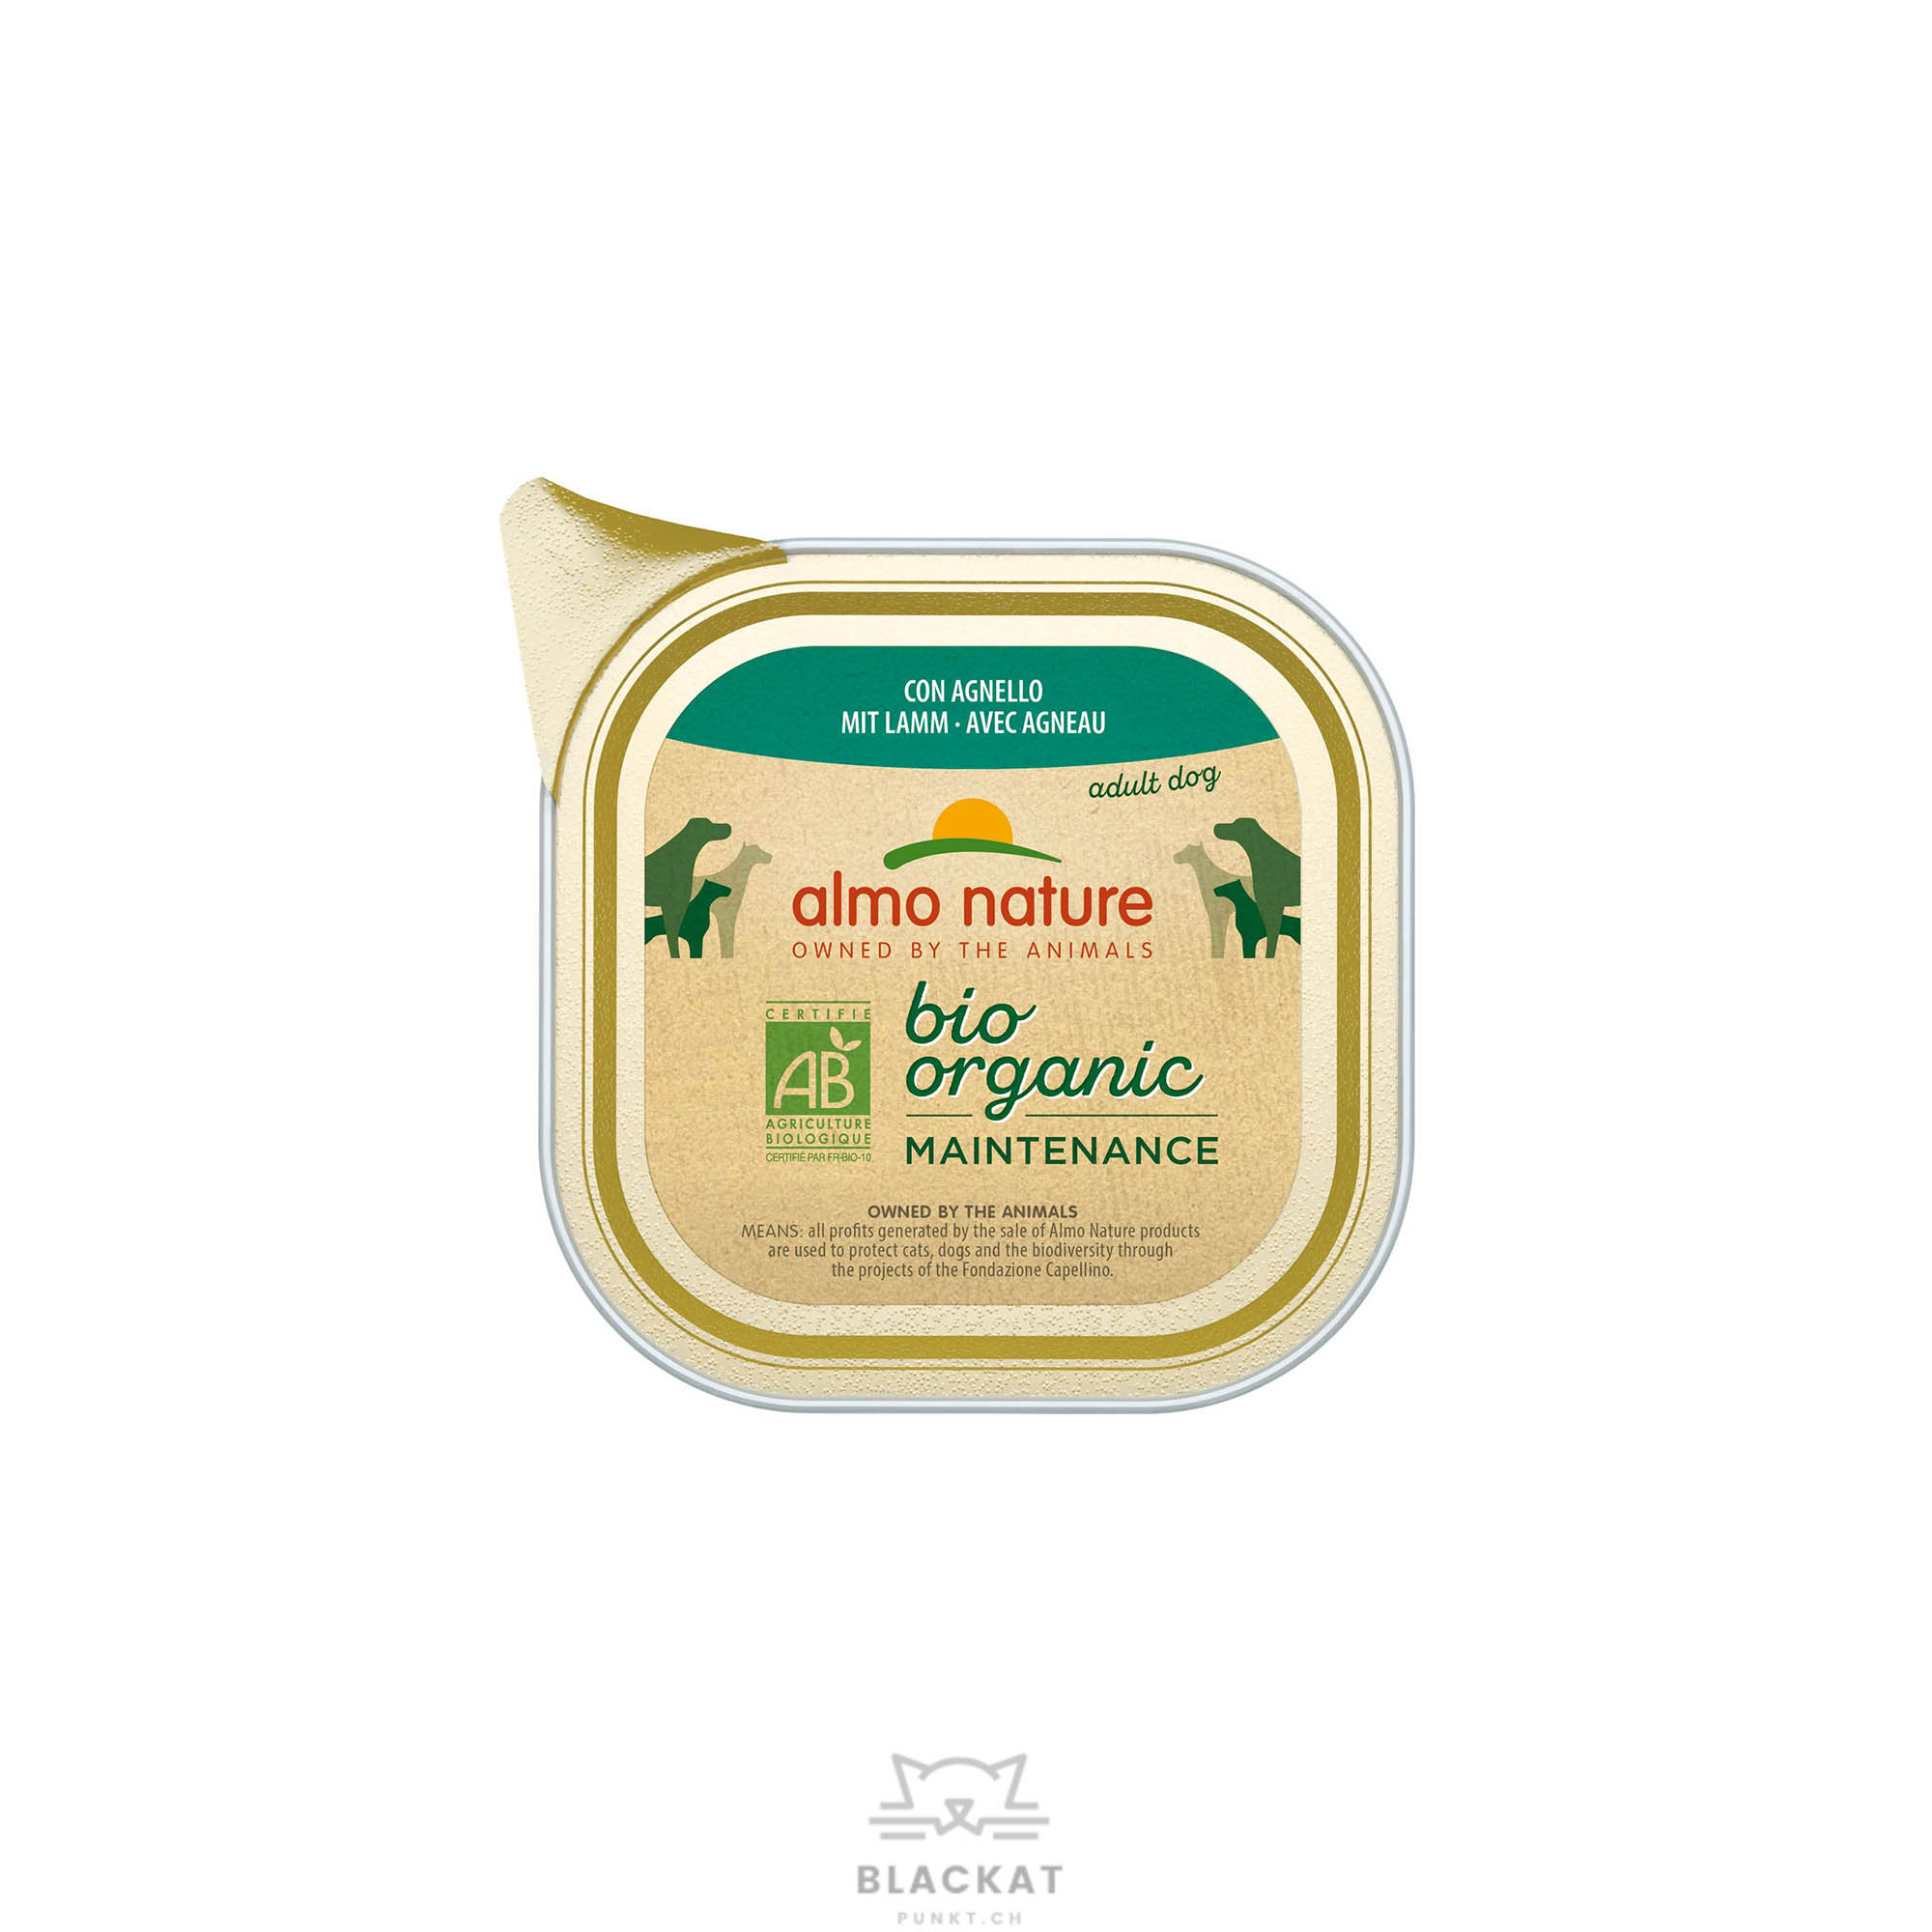 CON AGNELLO
MIT LAMM · AVEC AGNEAU
adult dog
almo nature
OWNED BY THE ANIMALS
CERTIFIÉ
AB
AGRICULTURE
BIOLOGIQUE
CERTIFIÉ PAR FR-BIO-10
bio
organic
MAINTENANCE
OWNED BY THE ANIMALS
MEANS: all profits generated by the sale of Almo Nature products
are used to protect cats, dogs and the biodiversity through
the projects of the Fondazione Capellino.
BLACKAT
PUNKT.CH